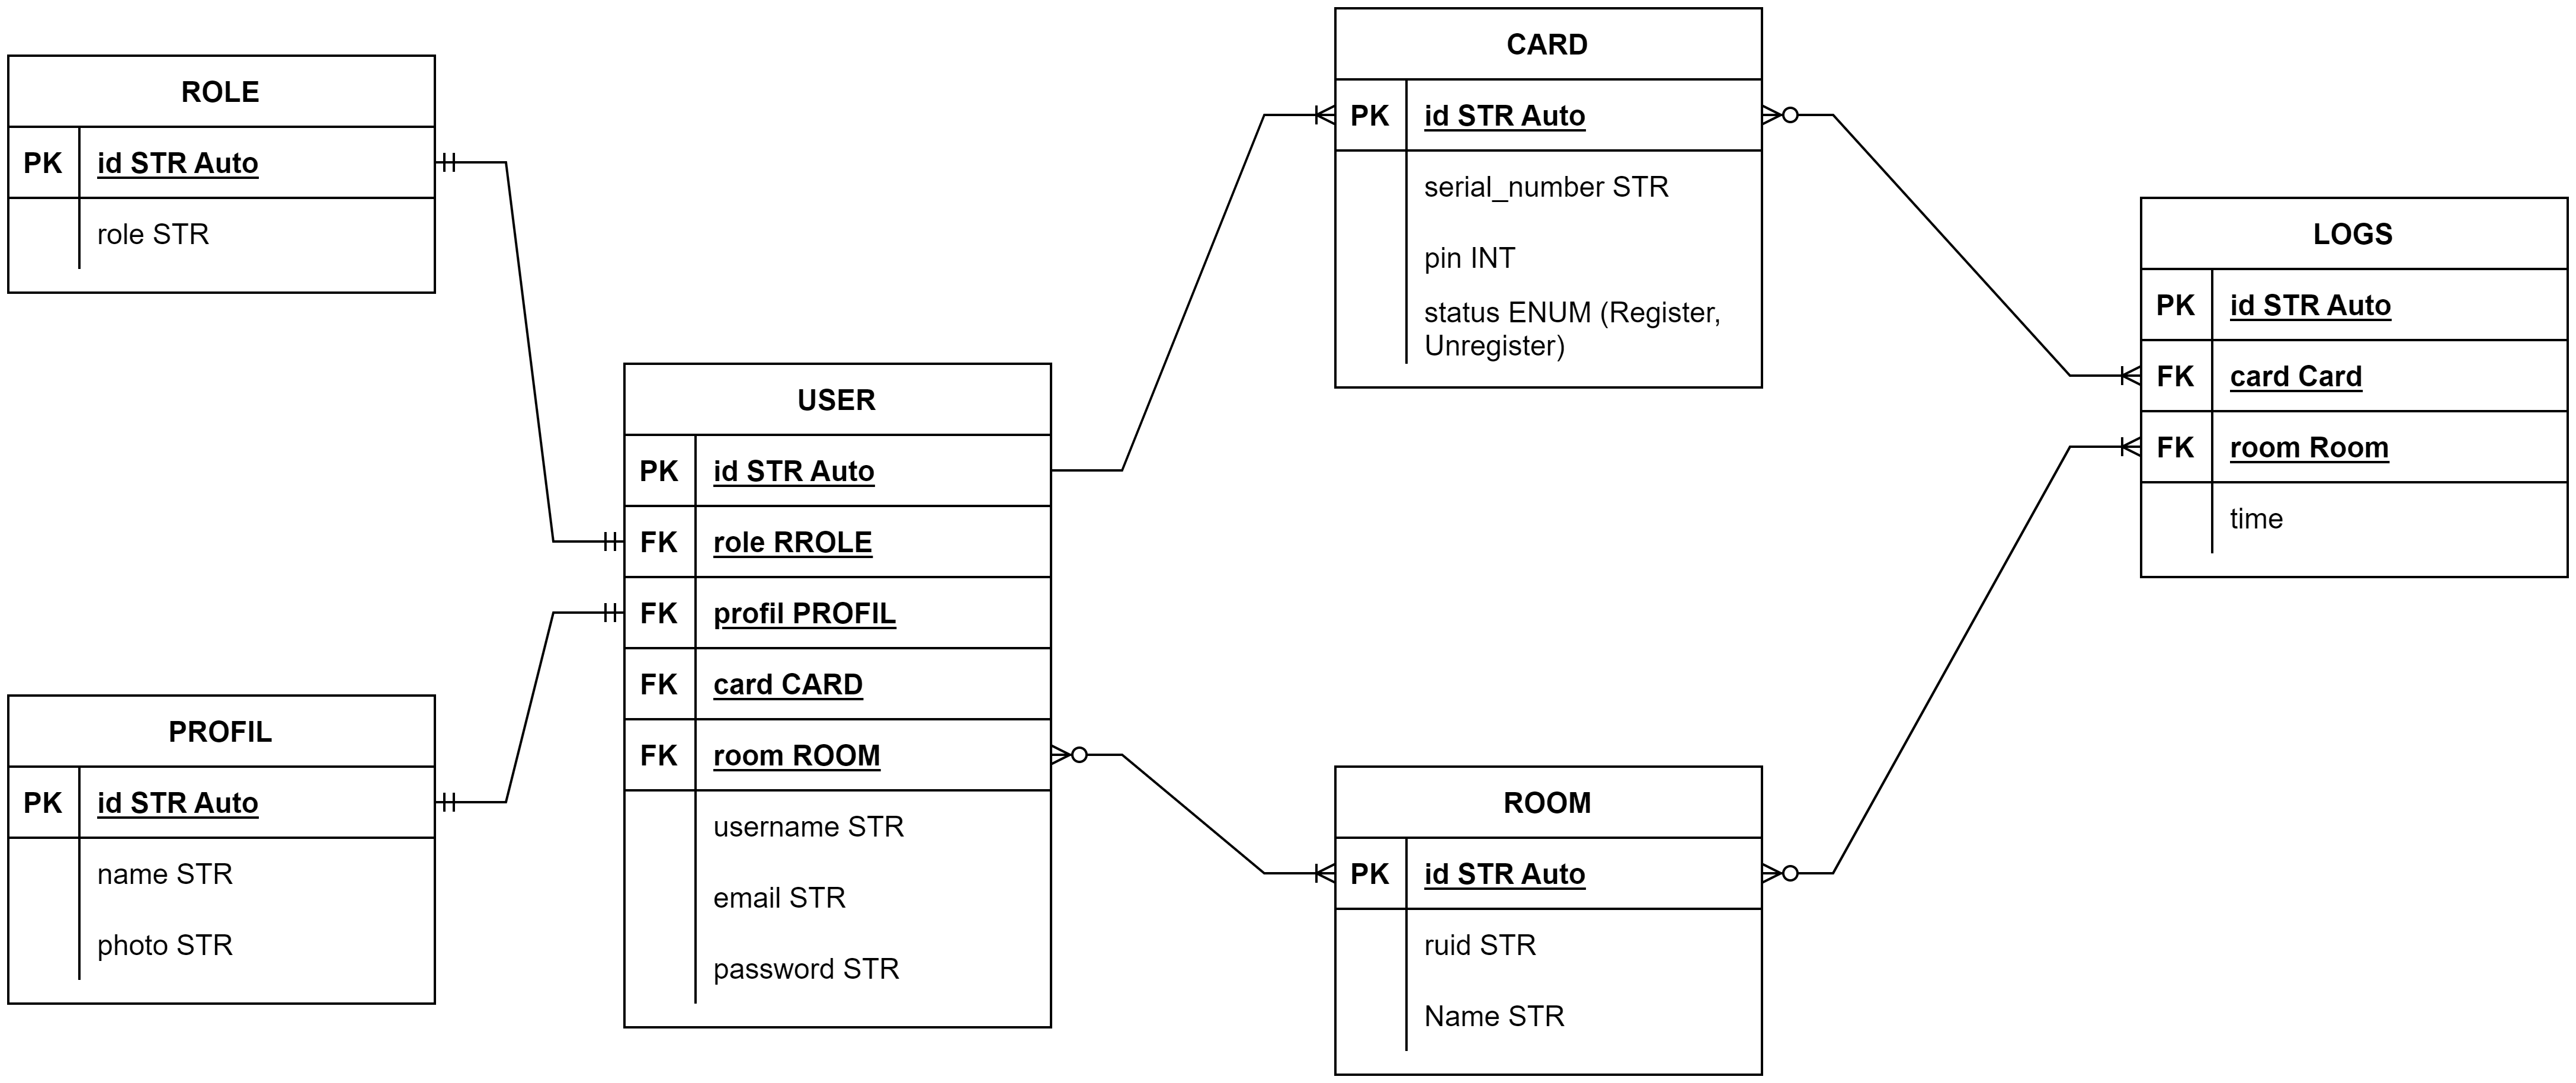 ROLE
PK id STR Auto
role STR
PROFIL
PK id STR Auto
name STR
photo STR
USER
PK id STR Auto
FK role RROLE
FK profil PROFIL
FK card CARD
FK room ROOM
username STR
email STR
password STR
CARD
PK id STR Auto
serial_number STR
pin INT
status ENUM (Register,
Unregister)
ROOM
PK id STR Auto
ruid STR
Name STR
LOGS
PK id STR Auto
FK card Card
FK room Room
time